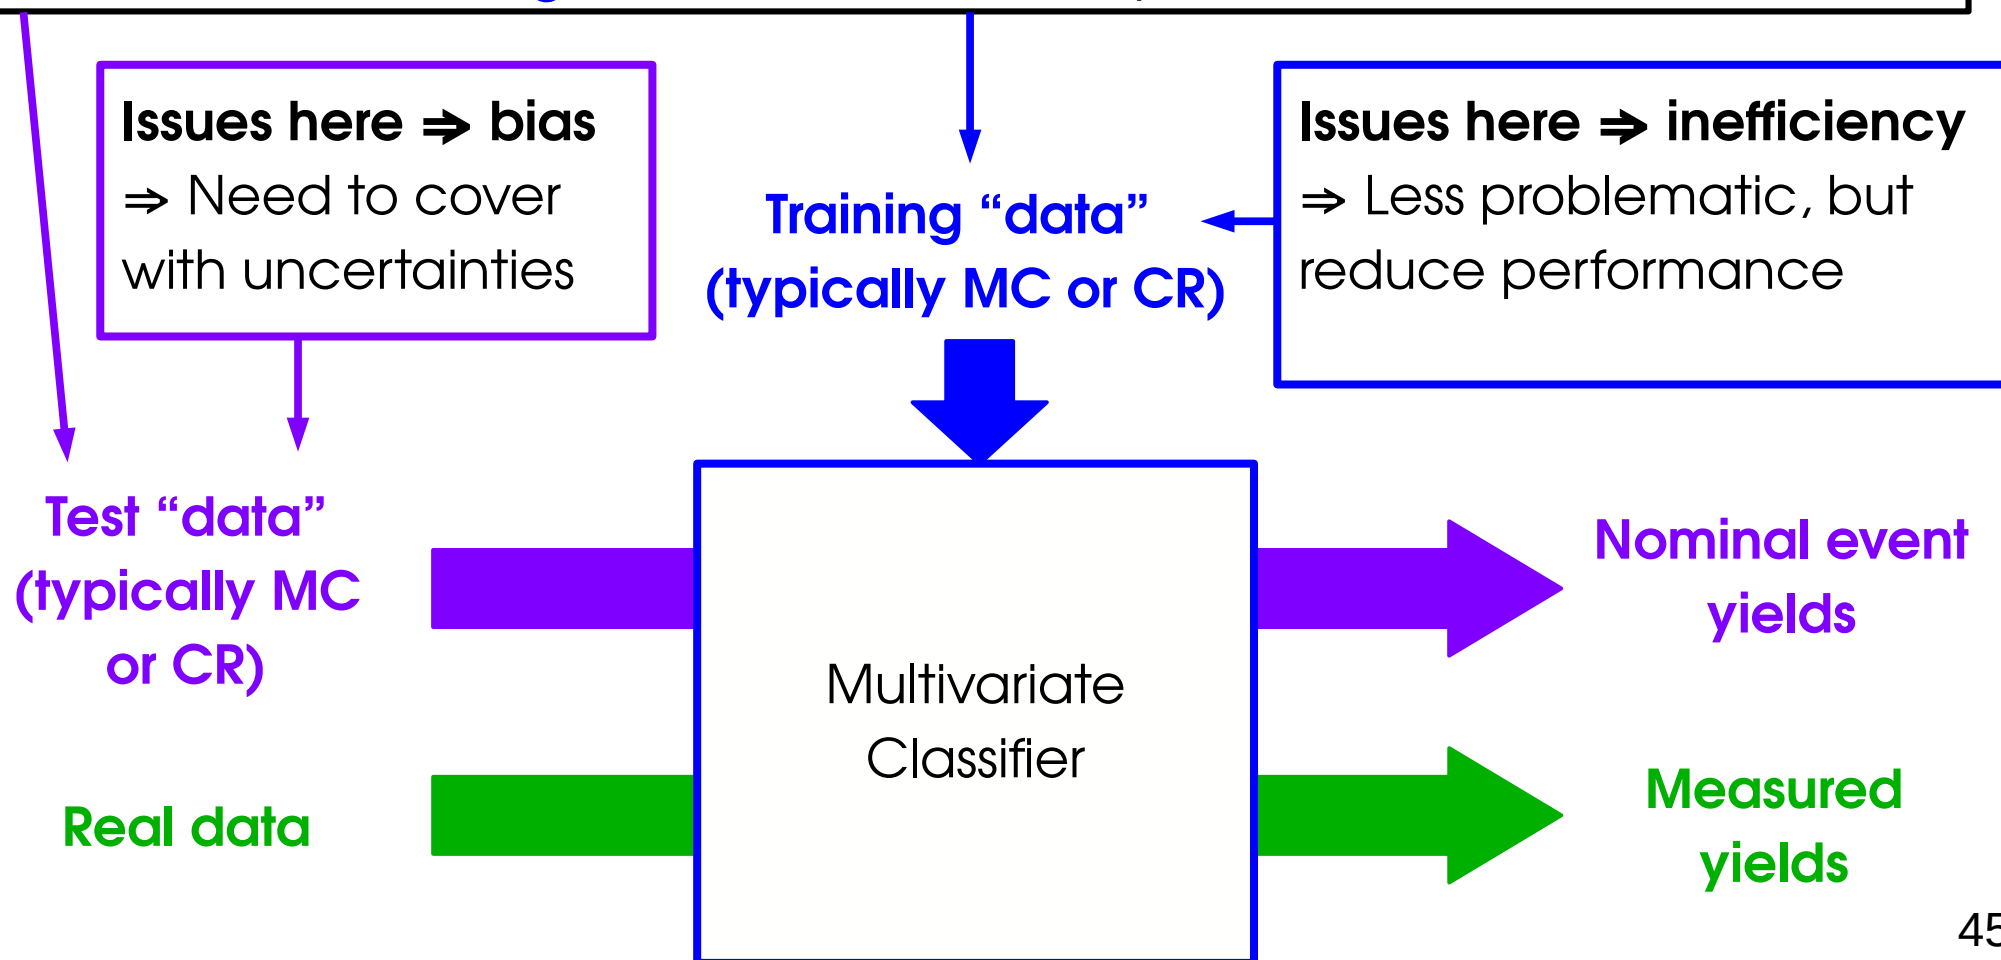 Issues here ⇒ bias
⇒ Need to cover
with uncertainties
Training “data”
(typically MC or CR)
Issues here ⇒ inefficiency
⇒ Less problematic, but
reduce performance
Test “data”
(typically MC
or CR)
Multivariate
Classifier
Nominal event
yields
Real data
Measured
yields
45